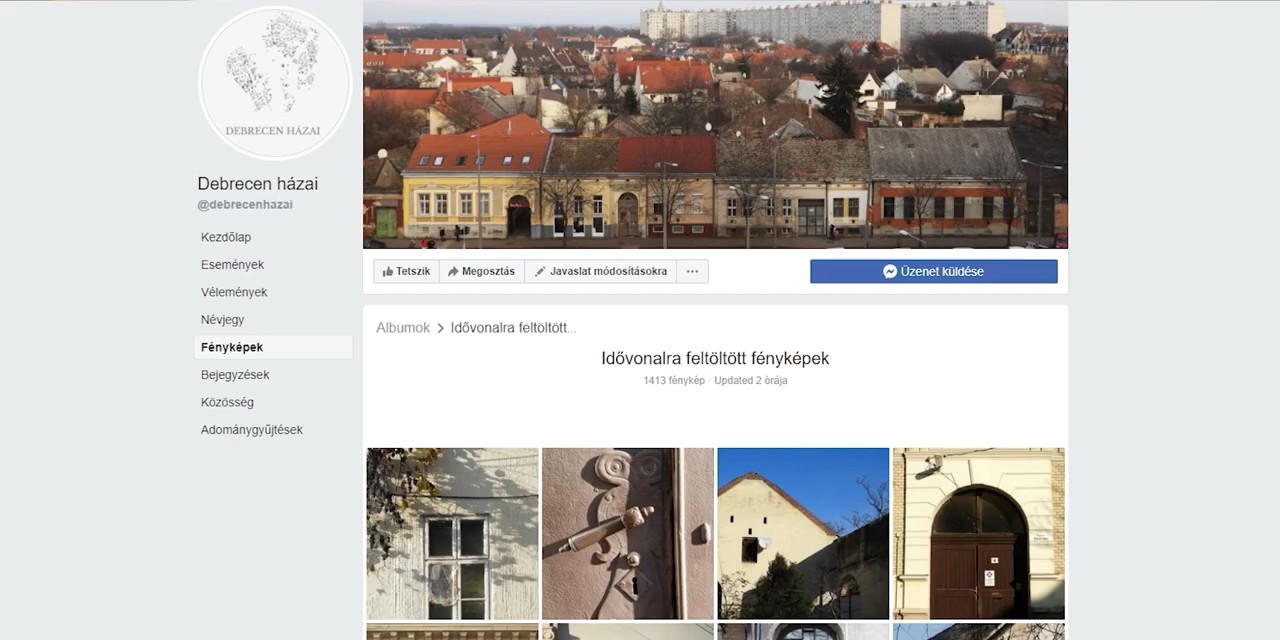 DEBRECEN HÁZAI
Debrecen házai
@debrecenhazai
Kezdőlap
Események
Vélemények
Névjegy
Fényképek
Bejegyzések
Közösség
Adománygyűjtések
Tetszik
Megosztás
Javaslat módosításokra
Üzenet küldése
Albumok > Idővonalra feltöltött...
Idővonalra feltöltött fényképek
1413 fénykép · Updated 2 órája